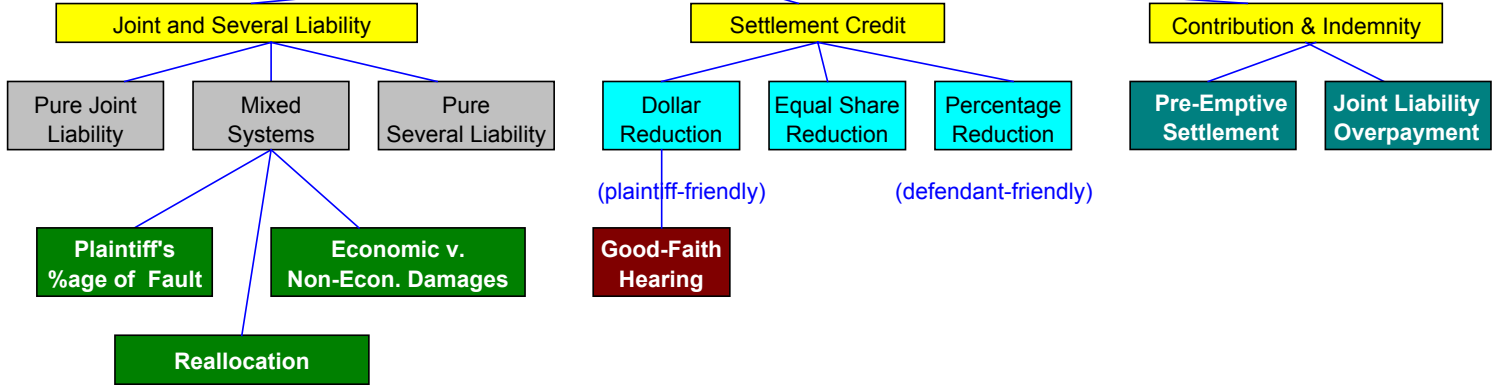 Joint and Several Liability
Settlement Credit
Contribution & Indemnity
Pure Joint
Liability
Mixed
Systems
Pure
Several Liability
Dollar
Reduction
Equal Share
Reduction
Percentage
Reduction
Pre-Emptive
Settlement
Joint Liability
Overpayment
(plaintiff-friendly)
(defendant-friendly)
Plaintiff's
%age of Fault
Economic v.
Non-Econ. Damages
Good-Faith
Hearing
Reallocation